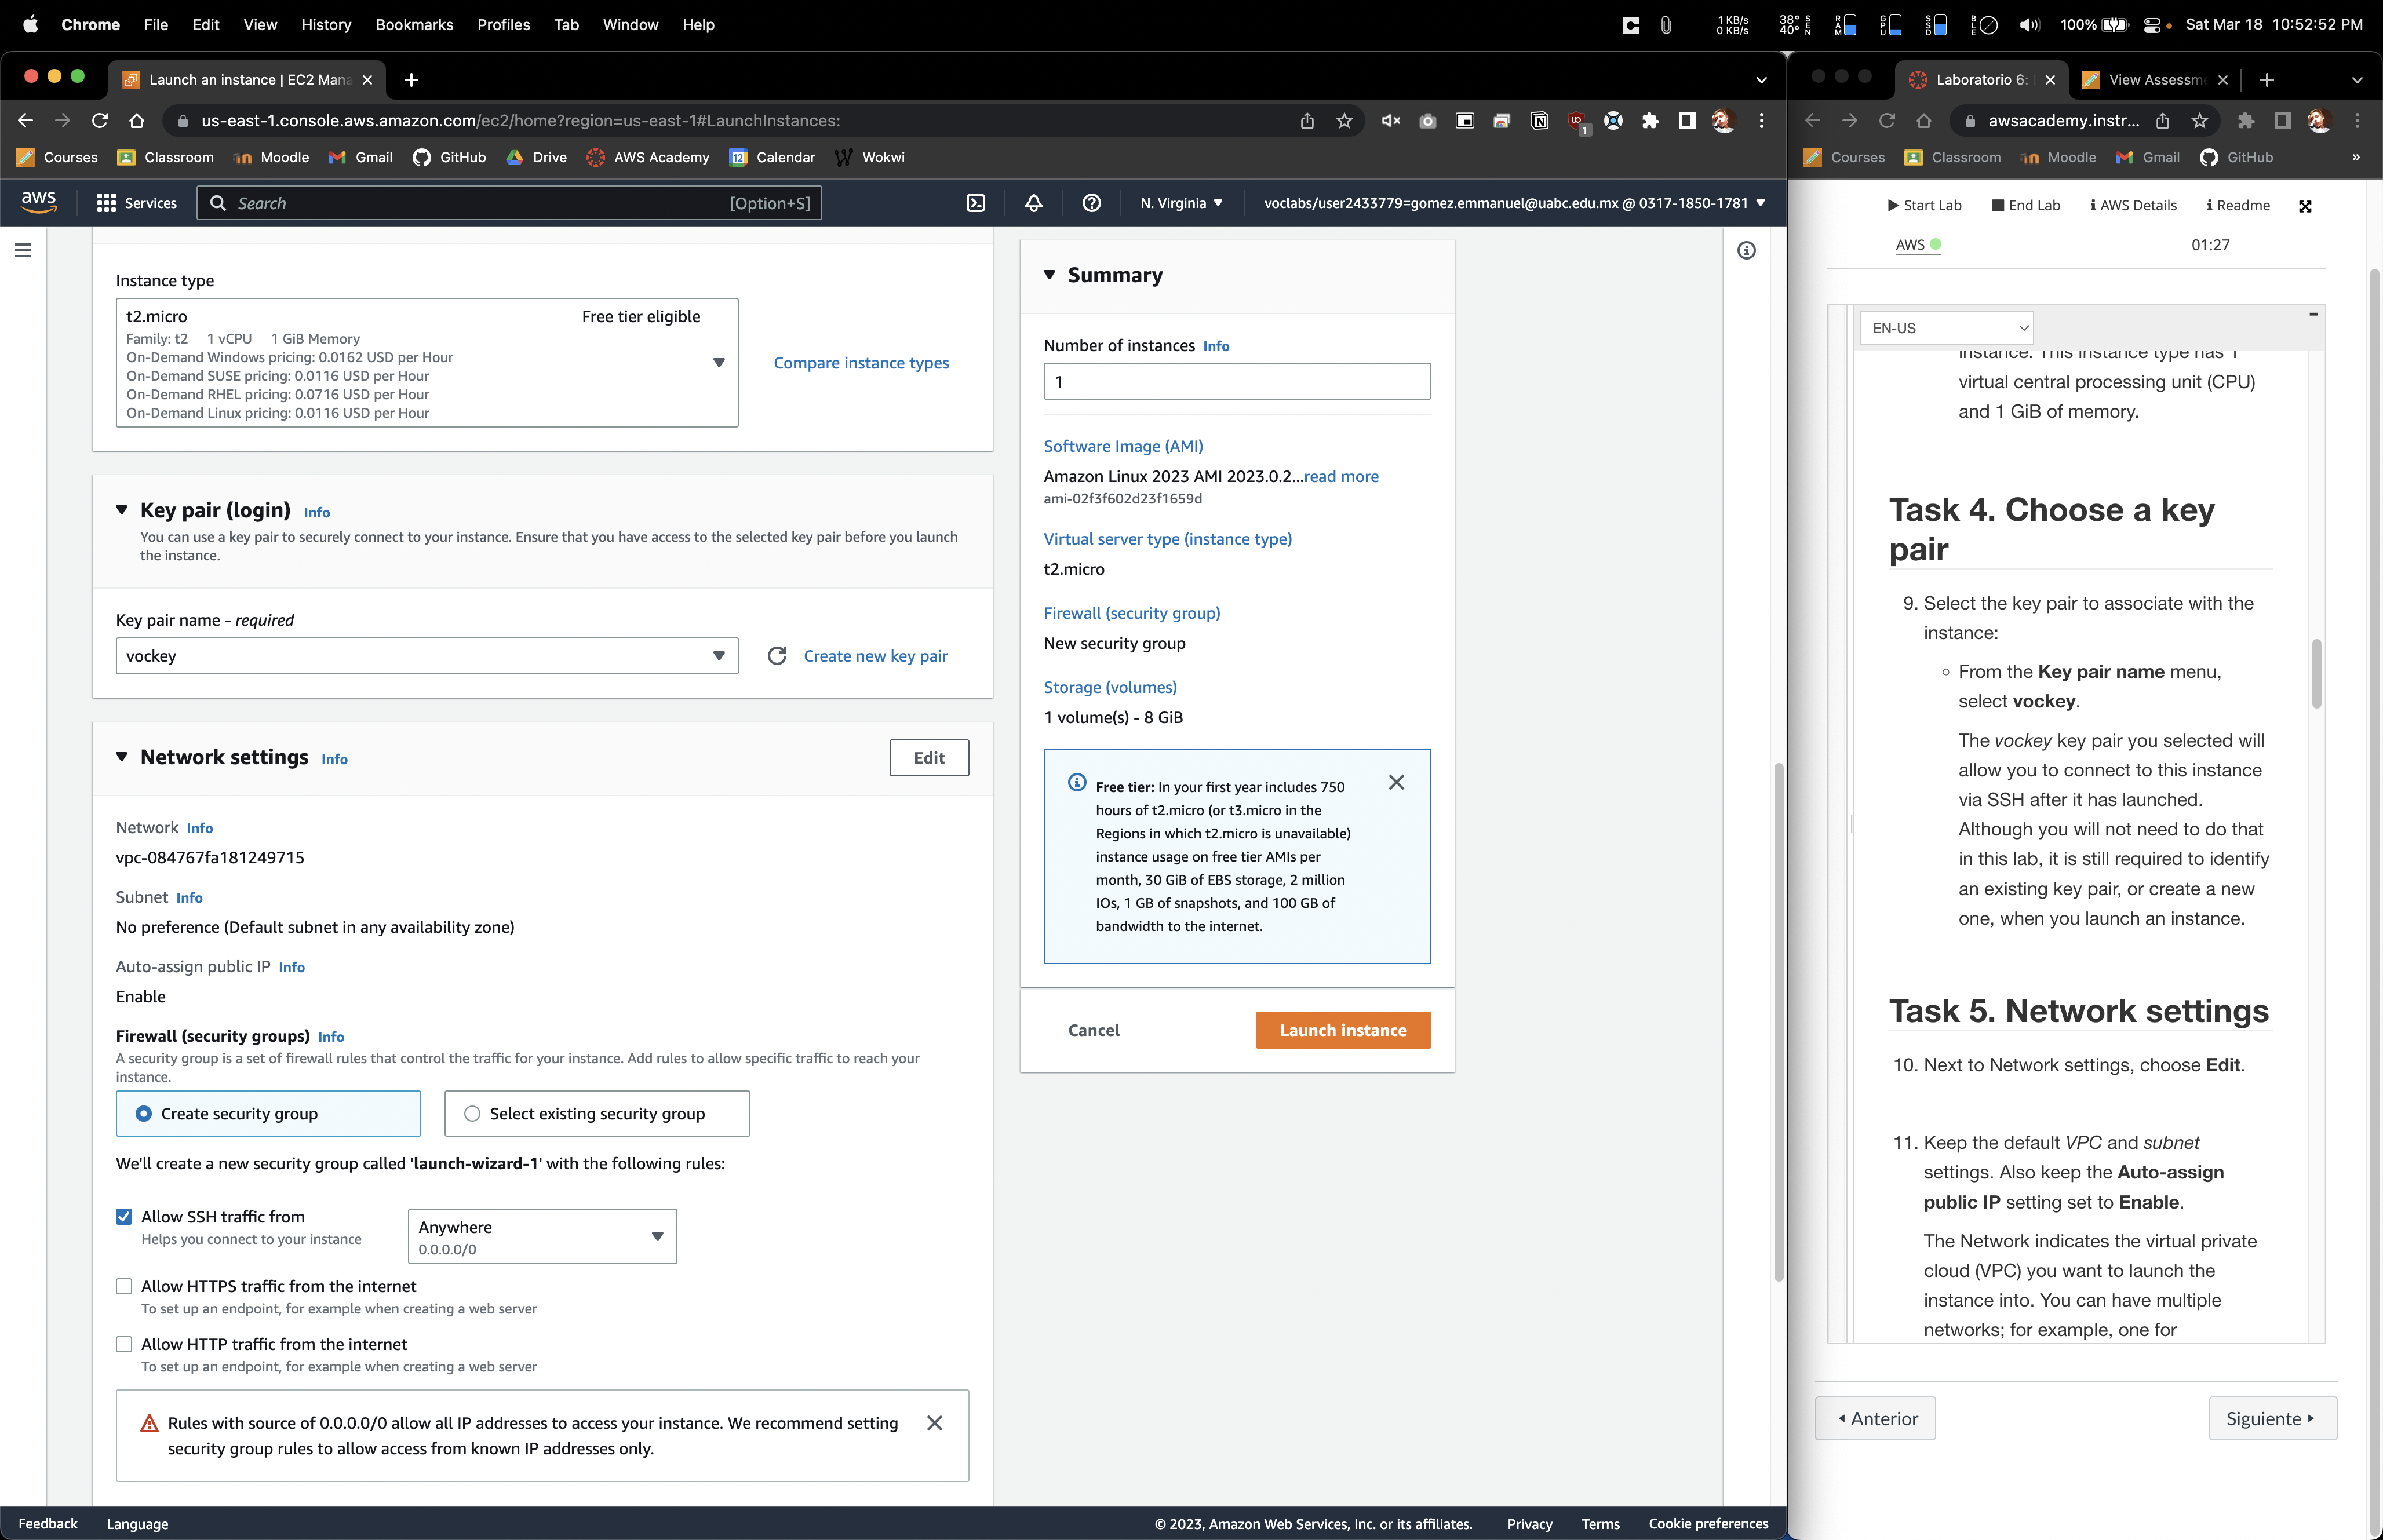 Chrome File Edit View History Bookmarks Profiles Tab Window Help
1 KB/s
0 KB/s
38°
40°
SEN
RAM
GPU
SSD
BLE
100%
Sat Mar 18 10:52:52 PM
Launch an instance | EC2 Mana
us-east-1.console.aws.amazon.com/ec2/home?region=us-east-1#LaunchInstances:
1
Courses Classroom Moodle Gmail GitHub Drive AWS Academy Calendar Wokwi
aws Services Search [Option+S] N. Virginia voclabs/user2433779=gomez.emmanuel@uabc.edu.mx @ 0317-1850-1781
Instance type
t2.micro Free tier eligible
Family: t2 1 vCPU 1 GiB Memory
On-Demand Windows pricing: 0.0162 USD per Hour
On-Demand SUSE pricing: 0.0116 USD per Hour
On-Demand RHEL pricing: 0.0716 USD per Hour
On-Demand Linux pricing: 0.0116 USD per Hour
Compare instance types
Key pair (login) Info
You can use a key pair to securely connect to your instance. Ensure that you have access to the selected key pair before you launch
the instance.
Key pair name - required
vockey
Create new key pair
Network settings Info
Edit
Network Info
vpc-084767fa181249715
Subnet Info
No preference (Default subnet in any availability zone)
Auto-assign public IP Info
Enable
Firewall (security groups) Info
A security group is a set of firewall rules that control the traffic for your instance. Add rules to allow specific traffic to reach your
instance.
Create security group
Select existing security group
We'll create a new security group called 'launch-wizard-1' with the following rules:
Allow SSH traffic from
Helps you connect to your instance
Anywhere
0.0.0.0/0
Allow HTTPS traffic from the internet
To set up an endpoint, for example when creating a web server
Allow HTTP traffic from the internet
To set up an endpoint, for example when creating a web server
Rules with source of 0.0.0.0/0 allow all IP addresses to access your instance. We recommend setting
security group rules to allow access from known IP addresses only.
Summary
Number of instances Info
1
Software Image (AMI)
Amazon Linux 2023 AMI 2023.0.2...read more
ami-02f3f602d23f1659d
Virtual server type (instance type)
t2.micro
Firewall (security group)
New security group
Storage (volumes)
1 volume(s) - 8 GiB
Free tier: In your first year includes 750
hours of t2.micro (or t3.micro in the
Regions in which t2.micro is unavailable)
instance usage on free tier AMIs per
month, 30 GiB of EBS storage, 2 million
IOs, 1 GB of snapshots, and 100 GB of
bandwidth to the internet.
Cancel
Launch instance
Feedback Language
© 2023, Amazon Web Services, Inc. or its affiliates. Privacy Terms Cookie preferences
Laboratorio 6:
View Assessme
awsacademy.instr...
Courses Classroom Moodle Gmail GitHub »
Start Lab End Lab AWS Details Readme
AWS
01:27
EN-US
instance. This instance type has 1
virtual central processing unit (CPU)
and 1 GiB of memory.
Task 4. Choose a key
pair
9. Select the key pair to associate with the
instance:
From the Key pair name menu,
select vockey.
The vockey key pair you selected will
allow you to connect to this instance
via SSH after it has launched.
Although you will not need to do that
in this lab, it is still required to identify
an existing key pair, or create a new
one, when you launch an instance.
Task 5. Network settings
10. Next to Network settings, choose Edit.
11. Keep the default VPC and subnet
settings. Also keep the Auto-assign
public IP setting set to Enable.
The Network indicates the virtual private
cloud (VPC) you want to launch the
instance into. You can have multiple
networks; for example, one for
Anterior
Siguiente